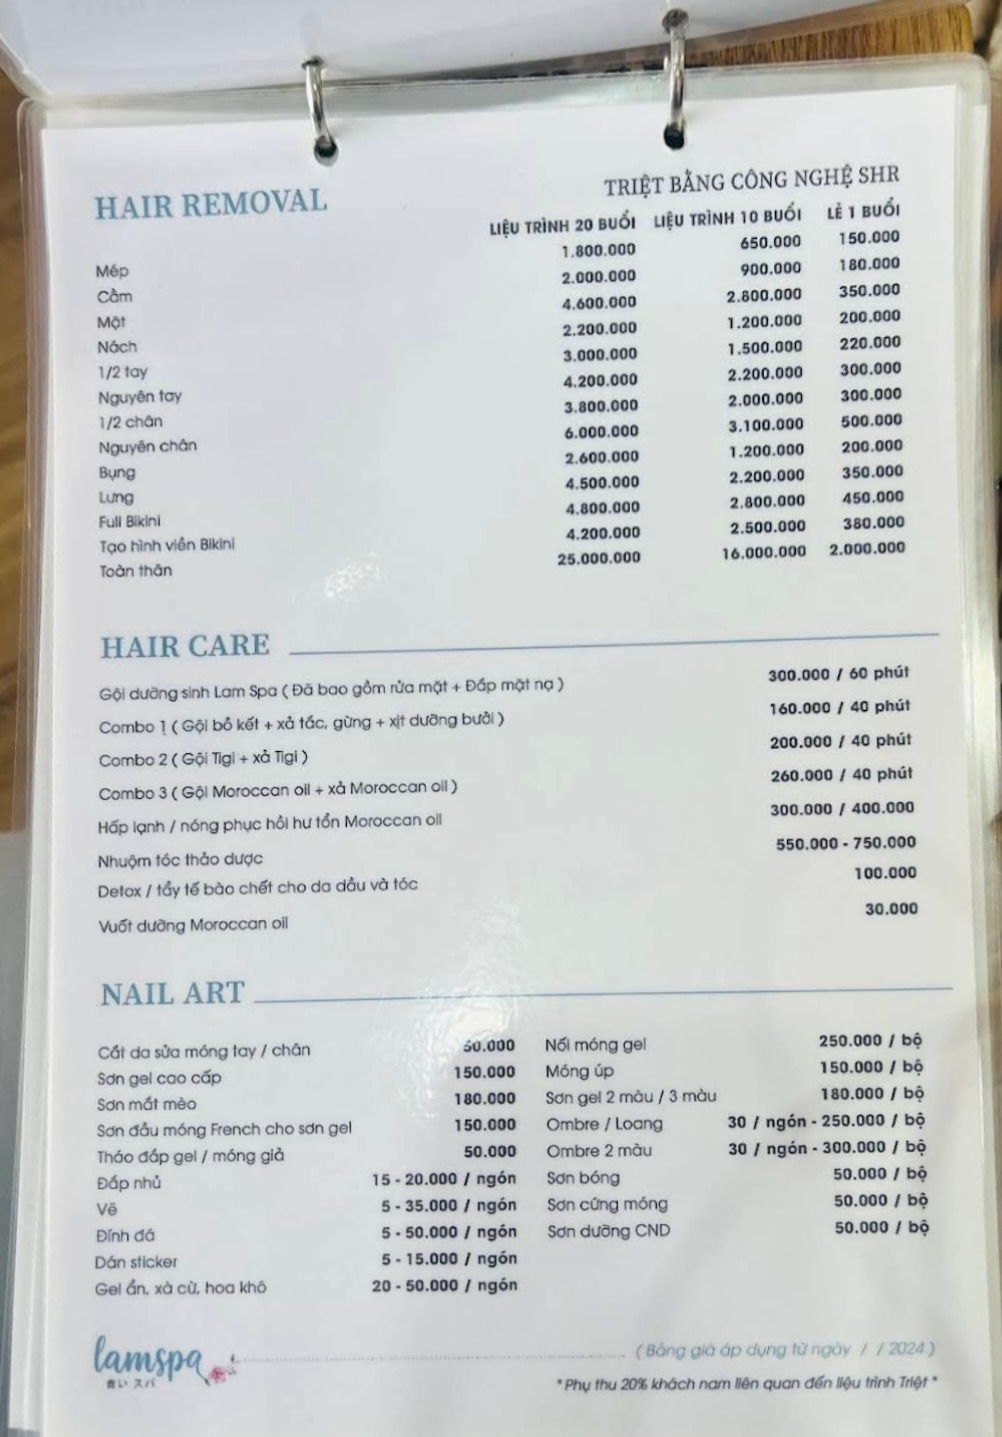 HAIR REMOVAL
TRIỆT BẰNG CÔNG NGHỆ SHR
LIỆU TRÌNH 20 BUỔI LIỆU TRÌNH 10 BUỔI LẺ 1 BUỔI
Mép 1.800.000 650.000 150.000
Cằm 2.000.000 900.000 180.000
Mặt 4.600.000 2.800.000 350.000
Nách 2.200.000 1.200.000 200.000
1/2 tay 3.000.000 1.500.000 220.000
Nguyên tay 4.200.000 2.200.000 300.000
1/2 chân 3.800.000 2.000.000 300.000
Nguyên chân 6.000.000 3.100.000 500.000
Bụng 2.600.000 1.200.000 200.000
Lưng 4.500.000 2.200.000 350.000
Full Bikini 4.800.000 2.800.000 450.000
Tạo hình viền Bikini 4.200.000 2.500.000 380.000
Toàn thân 25.000.000 16.000.000 2.000.000
HAIR CARE
Gội dưỡng sinh Lam Spa ( Đã bao gồm rửa mặt + Đắp mặt nạ ) 300.000 / 60 phút
Combo 1 ( Gội bồ kết + xả tắc, gừng + xịt dưỡng bưởi ) 160.000 / 40 phút
Combo 2 ( Gội Tigi + xả Tigi ) 200.000 / 40 phút
Combo 3 ( Gội Moroccan oil + xả Moroccan oil ) 260.000 / 40 phút
Hấp lạnh / nóng phục hồi hư tổn Moroccan oil 300.000 / 400.000
Nhuộm tóc thảo dược 550.000 - 750.000
Detox / tẩy tế bào chết cho da dầu và tóc 100.000
Vuốt dưỡng Moroccan oil 30.000
NAIL ART
Cắt da sửa móng tay / chân 50.000 Nối móng gel 250.000 / bộ
Sơn gel cao cấp 150.000 Móng úp 150.000 / bộ
Sơn mắt mèo 180.000 Sơn gel 2 màu / 3 màu 180.000 / bộ
Sơn đầu móng French cho sơn gel 150.000 Ombre / Loang 30 / ngón - 250.000 / bộ
Tháo đắp gel / móng giả 50.000 Ombre 2 màu 30 / ngón - 300.000 / bộ
Đắp nhủ 15 - 20.000 / ngón Sơn bóng 50.000 / bộ
Vẽ 5 - 35.000 / ngón Sơn cứng móng 50.000 / bộ
Đính đá 5 - 50.000 / ngón Sơn dưỡng CND 50.000 / bộ
Dán sticker 5 - 15.000 / ngón
Gel ẩn, xà cừ, hoa khô 20 - 50.000 / ngón
lamspa
青い スパ
( Bảng giá áp dụng từ ngày / / 2024 )
* Phụ thu 20% khách nam liên quan đến liệu trình Triệt *